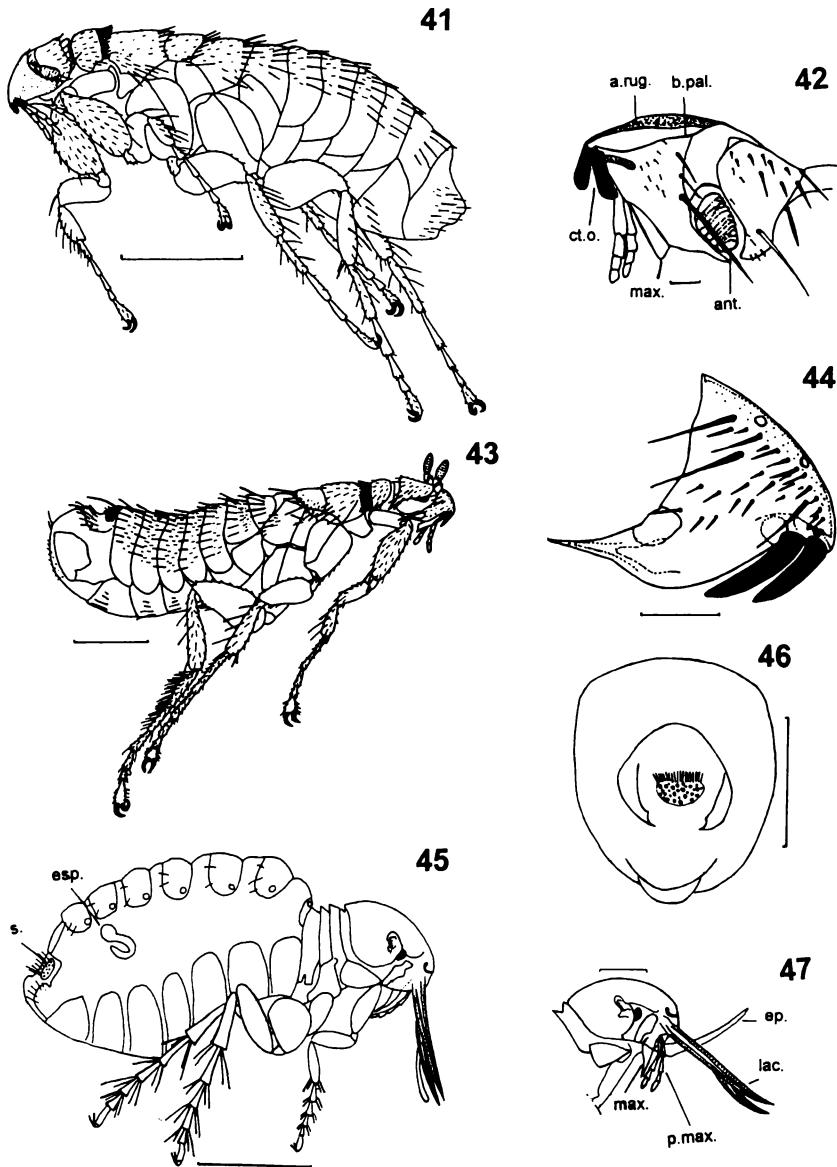 41
42
a.rug.
b.pal.
ct.o.
max.
ant.
43
44
45
esp.
s.
46
47
ep.
lac.
max.
p.max.